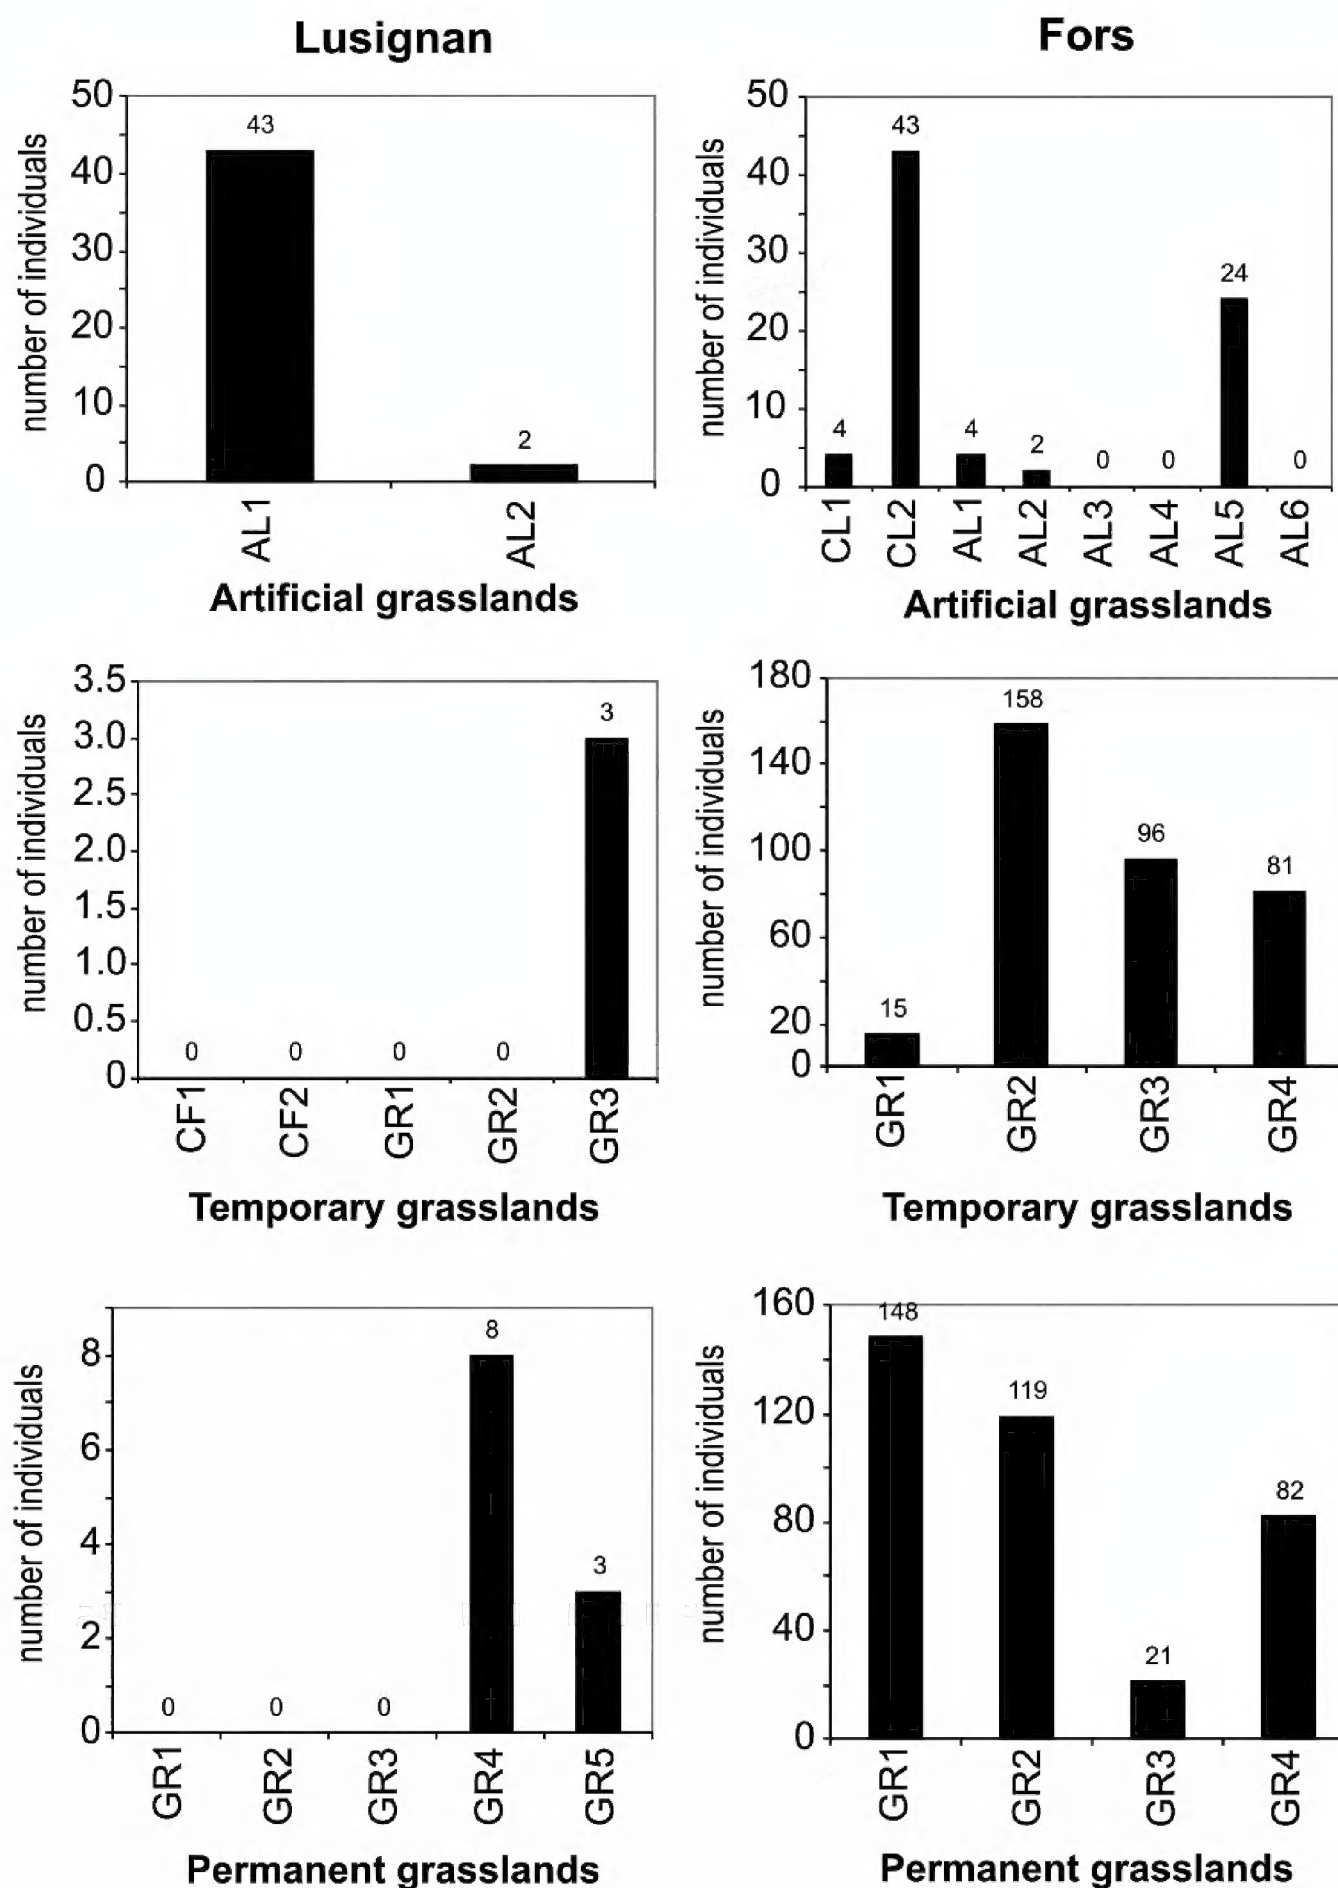 Lusignan
Fors
number of individuals
50
40
30
20
10
0
43
2
AL1
AL2
Artificial grasslands
number of individuals
50
40
30
20
10
0
4
43
4
2
0
0
24
0
CL1
CL2
AL1
AL2
AL3
AL4
AL5
AL6
Artificial grasslands
number of individuals
3.5
3.0
2.5
2.0
1.5
1.0
0.5
0
0
0
0
0
3
CF1
CF2
GR1
GR2
GR3
Temporary grasslands
number of individuals
180
140
100
60
20
0
15
158
96
81
GR1
GR2
GR3
GR4
Temporary grasslands
number of individuals
8
6
4
2
0
0
0
0
8
3
GR1
GR2
GR3
GR4
GR5
Permanent grasslands
number of individuals
160
120
80
40
0
148
119
21
82
GR1
GR2
GR3
GR4
Permanent grasslands